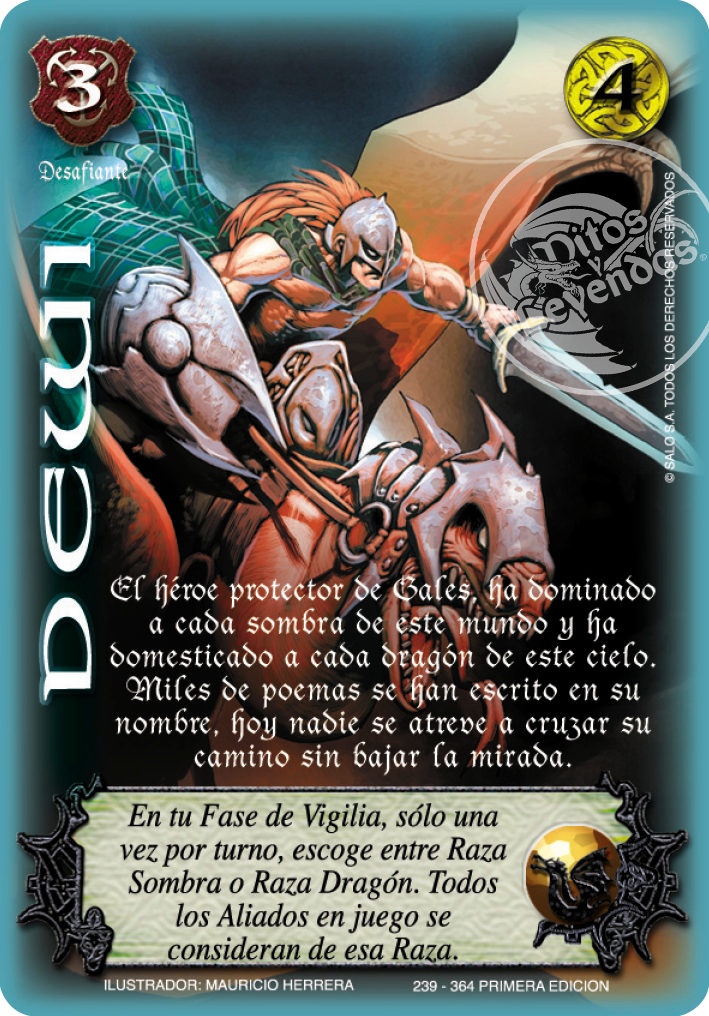 3
4
Desafiante
Mitos
y
Leyendas
®
© SALO S.A. TODOS LOS DERECHOS RESERVADOS
DEWI
El héroe protector de Gales, ha dominado
a cada sombra de este mundo y ha
domesticado a cada dragón de este cielo.
Miles de poemas se han escrito en su
nombre, hoy nadie se atreve a cruzar su
camino sin bajar la mirada.
En tu Fase de Vigilia, sólo una
vez por turno, escoge entre Raza
Sombra o Raza Dragón. Todos
los Aliados en juego se
consideran de esa Raza.
ILUSTRADOR: MAURICIO HERRERA
239 - 364 PRIMERA EDICION